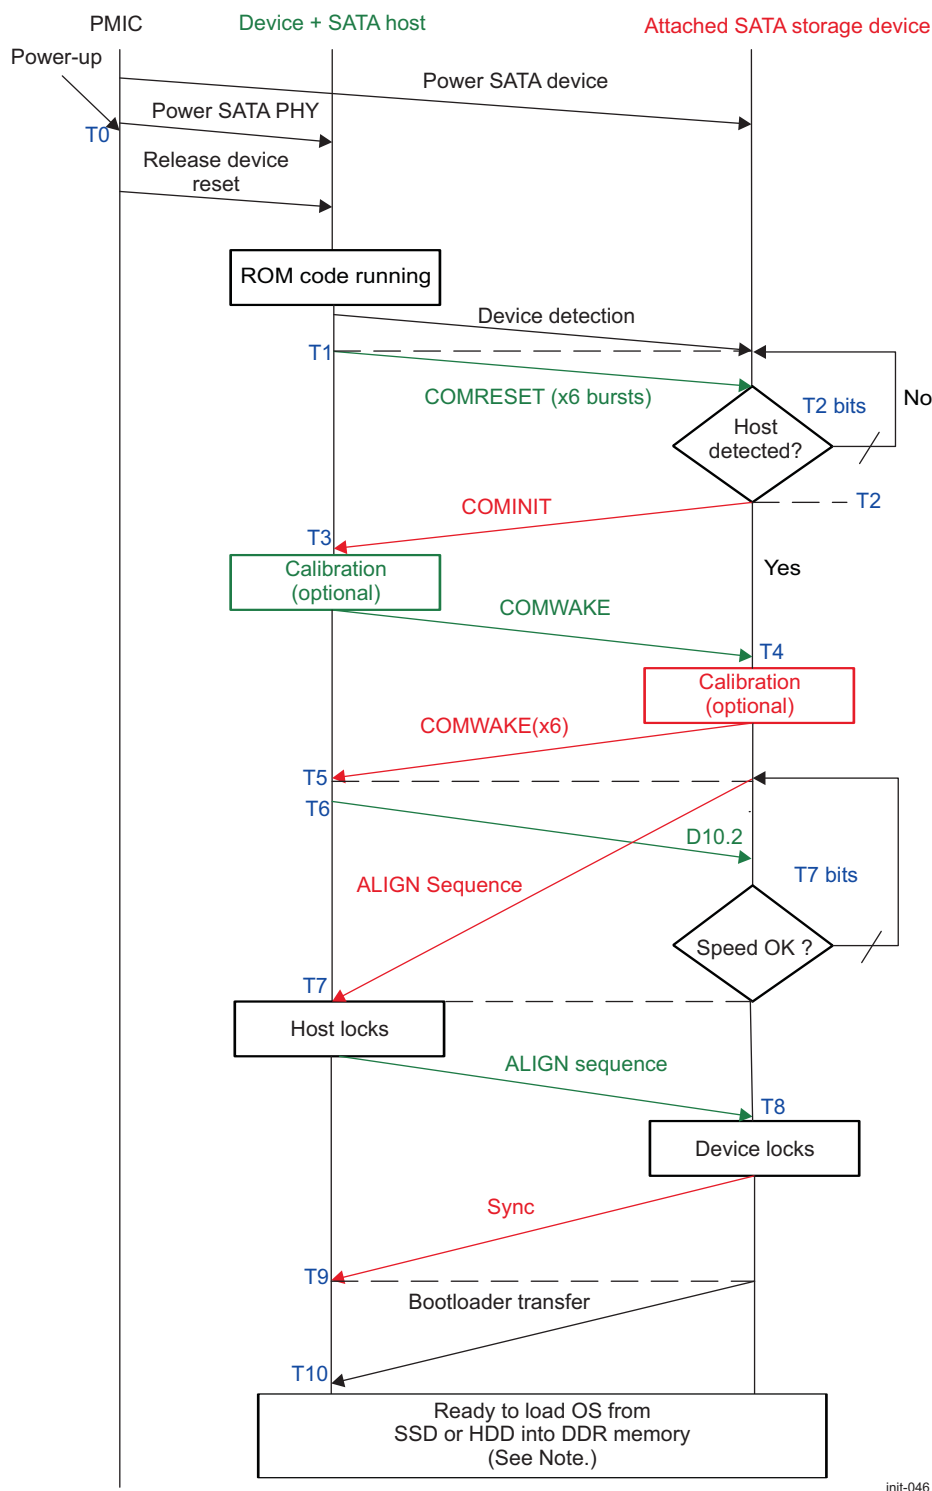 PMIC
Device + SATA host
Attached SATA storage device
Power-up
Power SATA device
Power SATA PHY
T0
Release device
reset
ROM code running
Device detection
T1
COMRESET (x6 bursts)
T2 bits
No
Host
detected?
COMINIT
T2
T3
Calibration
(optional)
Yes
COMWAKE
T4
Calibration
(optional)
COMWAKE(x6)
T5
T6
D10.2
ALIGN Sequence
T7 bits
Speed OK ?
T7
Host locks
ALIGN sequence
T8
Device locks
Sync
T9
Bootloader transfer
T10
Ready to load OS from
SSD or HDD into DDR memory
(See Note.)
init-046